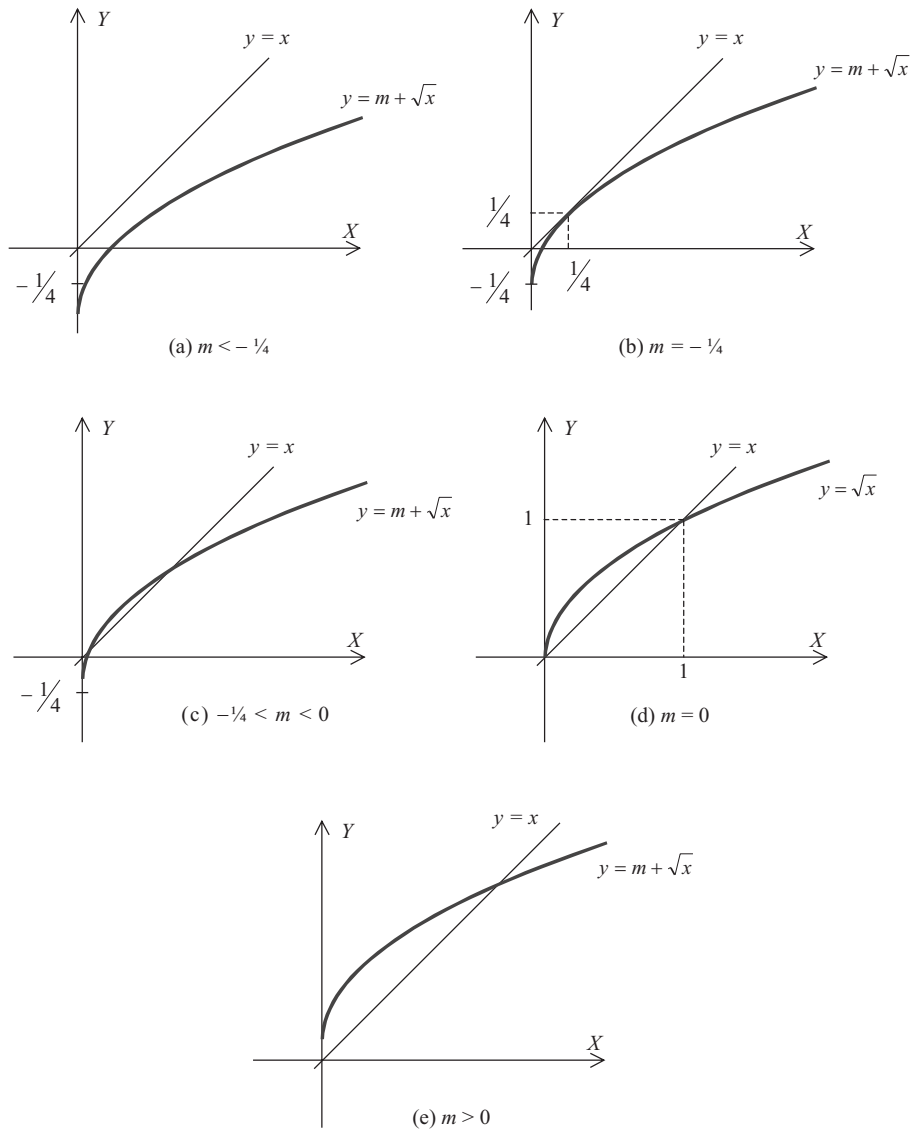 Y
y = x
y = m + √x
X
– 1/4
(a) m < – ¼
Y
y = x
y = m + √x
1/4
X
– 1/4
1/4
(b) m = – ¼
Y
y = x
y = m + √x
X
– 1/4
(c) –¼ < m < 0
Y
y = x
y = √x
1
X
1
(d) m = 0
y = x
Y
y = m + √x
X
(e) m > 0